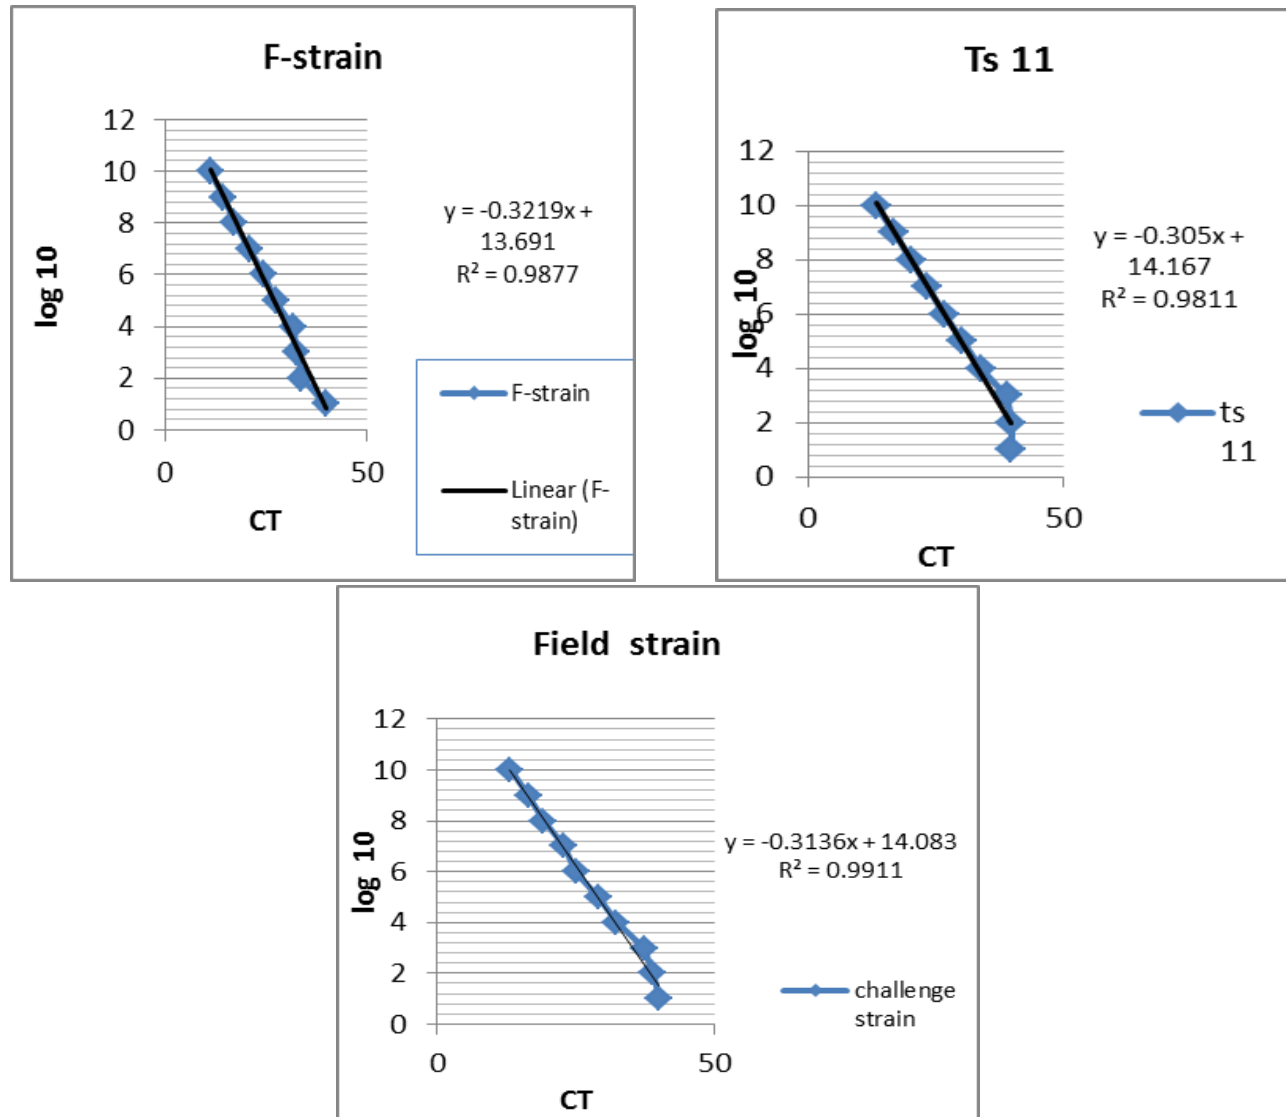 F-strain
12
10
8
6
4
2
0
0
50
log 10
CT
y = -0.3219x +
13.691
R² = 0.9877
F-strain
Linear (F-
strain)
Ts 11
12
10
8
6
4
2
0
0
50
log 10
CT
y = -0.305x +
14.167
R² = 0.9811
ts
11
Field strain
12
10
8
6
4
2
0
0
50
log 10
CT
y = -0.3136x + 14.083
R² = 0.9911
challenge
strain